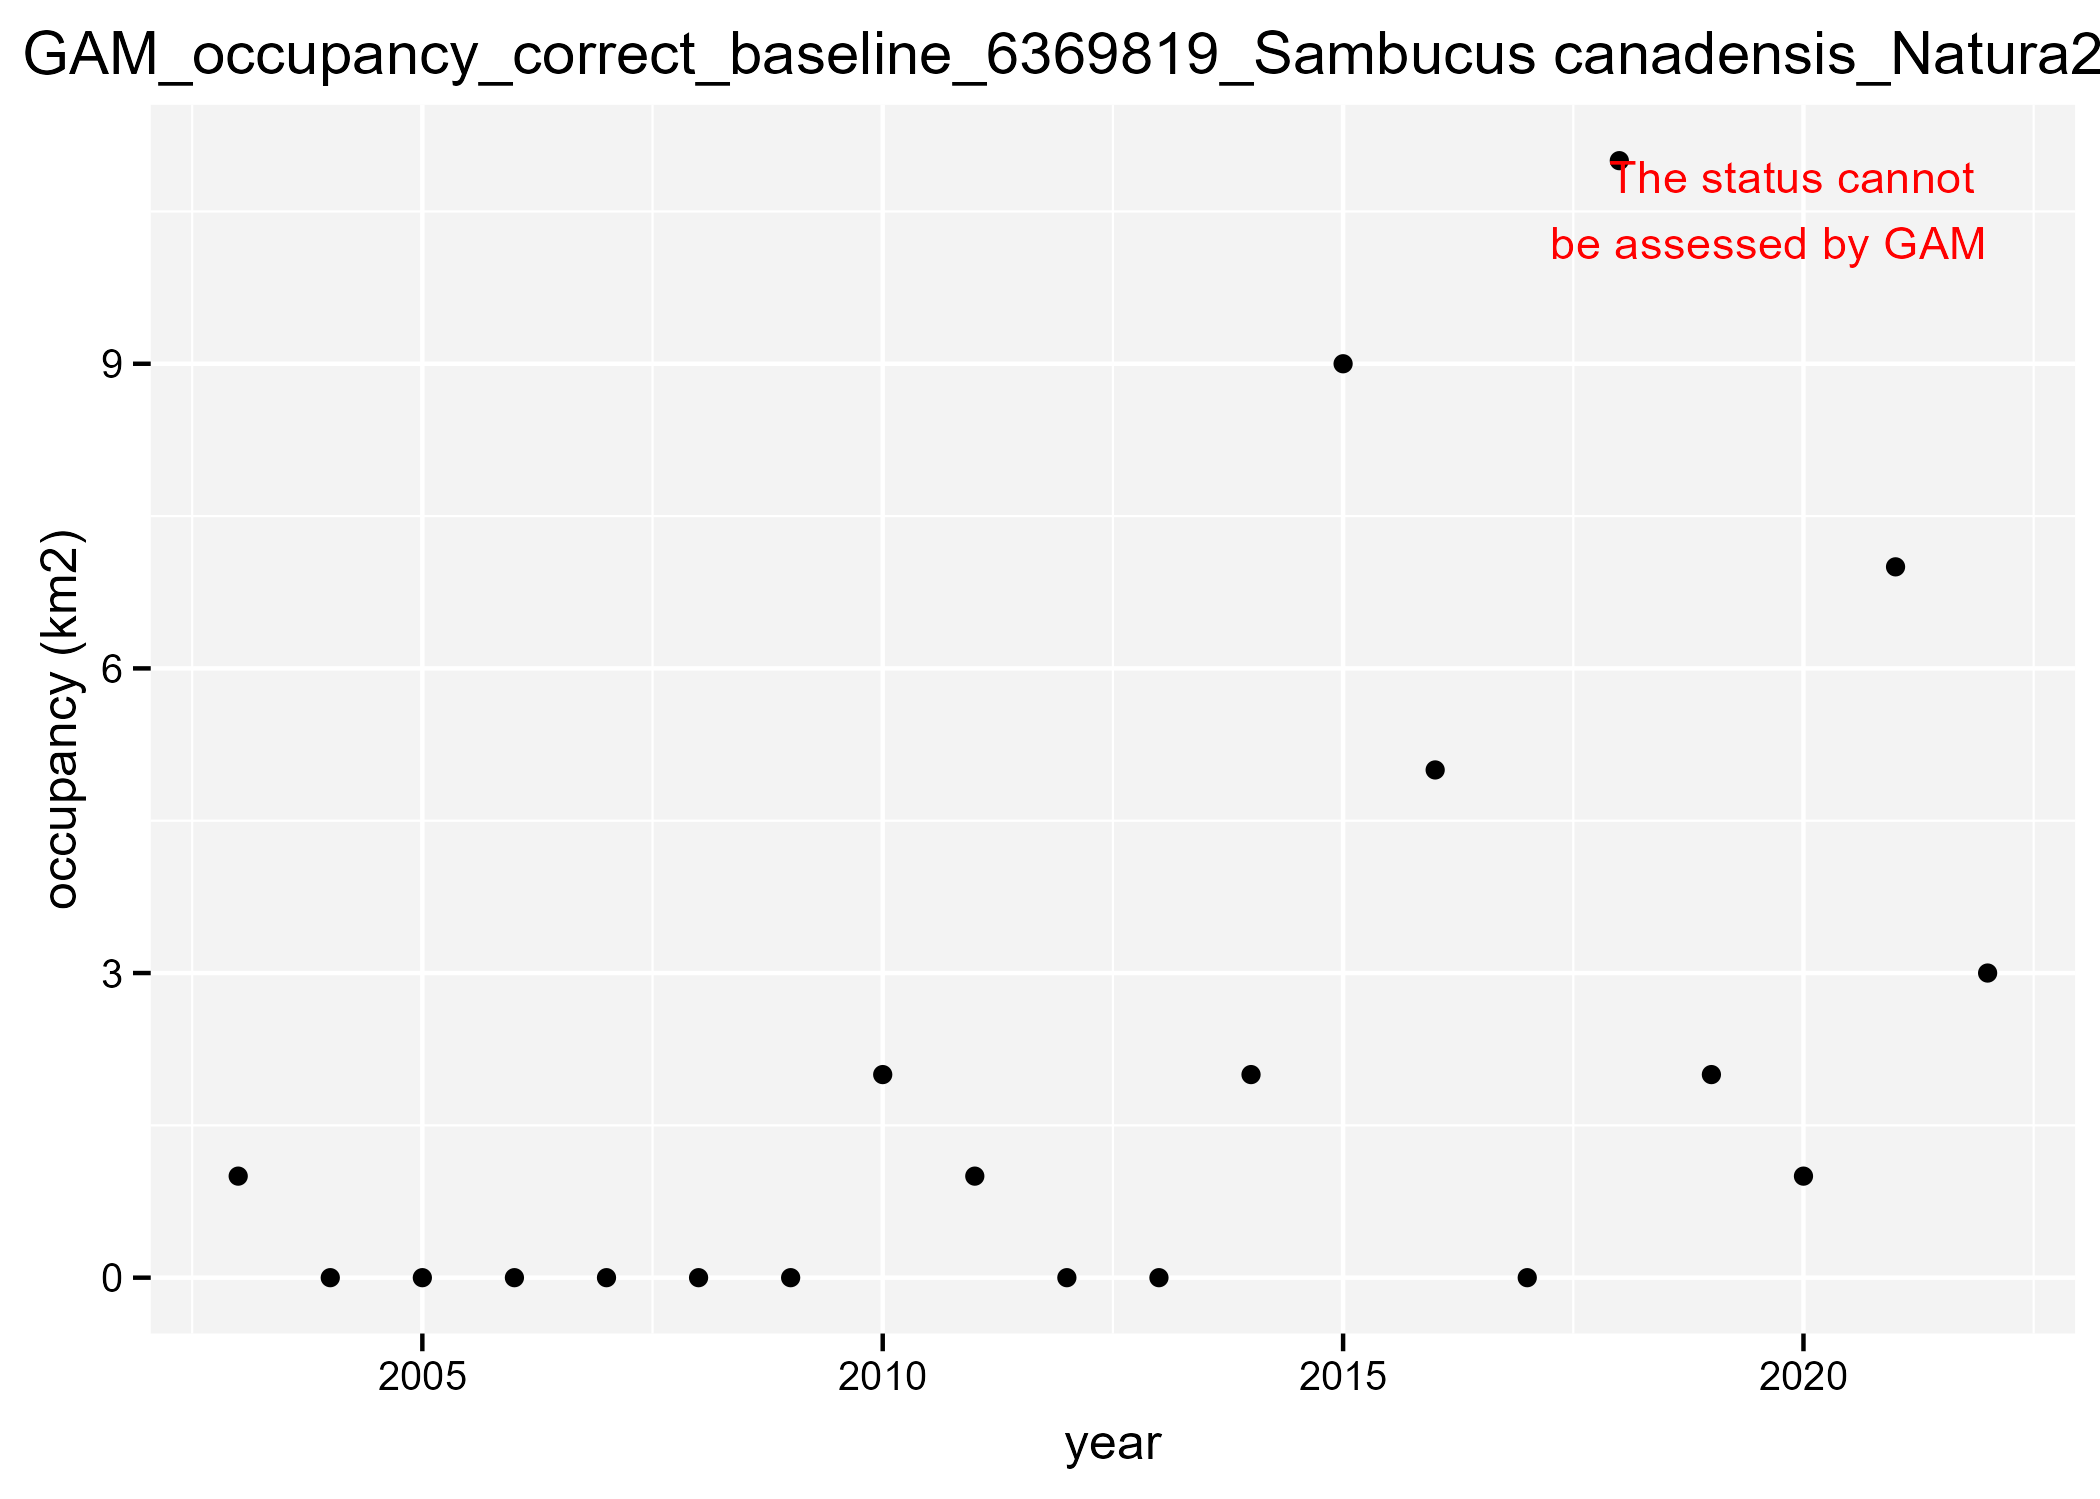 GAM_occupancy_correct_baseline_6369819_Sambucus canadensis_Natura2
The status cannot
be assessed by GAM
occupancy (km2)
9
6
3
0
2005 2010 2015 2020
year